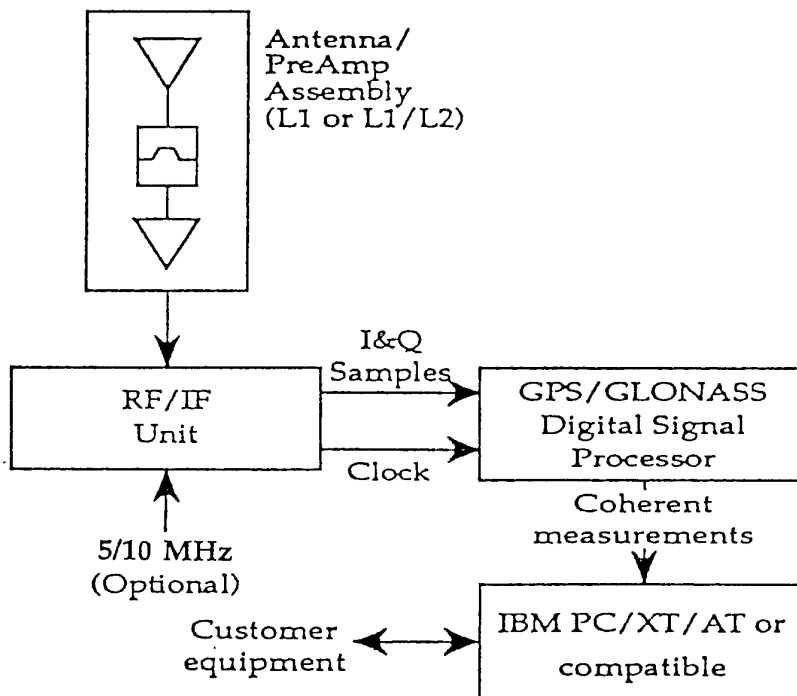 Antenna/
PreAmp
Assembly
(L1 or L1/L2)
I&Q
Samples
RF/IF
Unit
Clock
GPS/GLONASS
Digital Signal
Processor
5/10 MHz
(Optional)
Coherent
measurements
Customer
equipment
IBM PC/XT/AT or
compatible